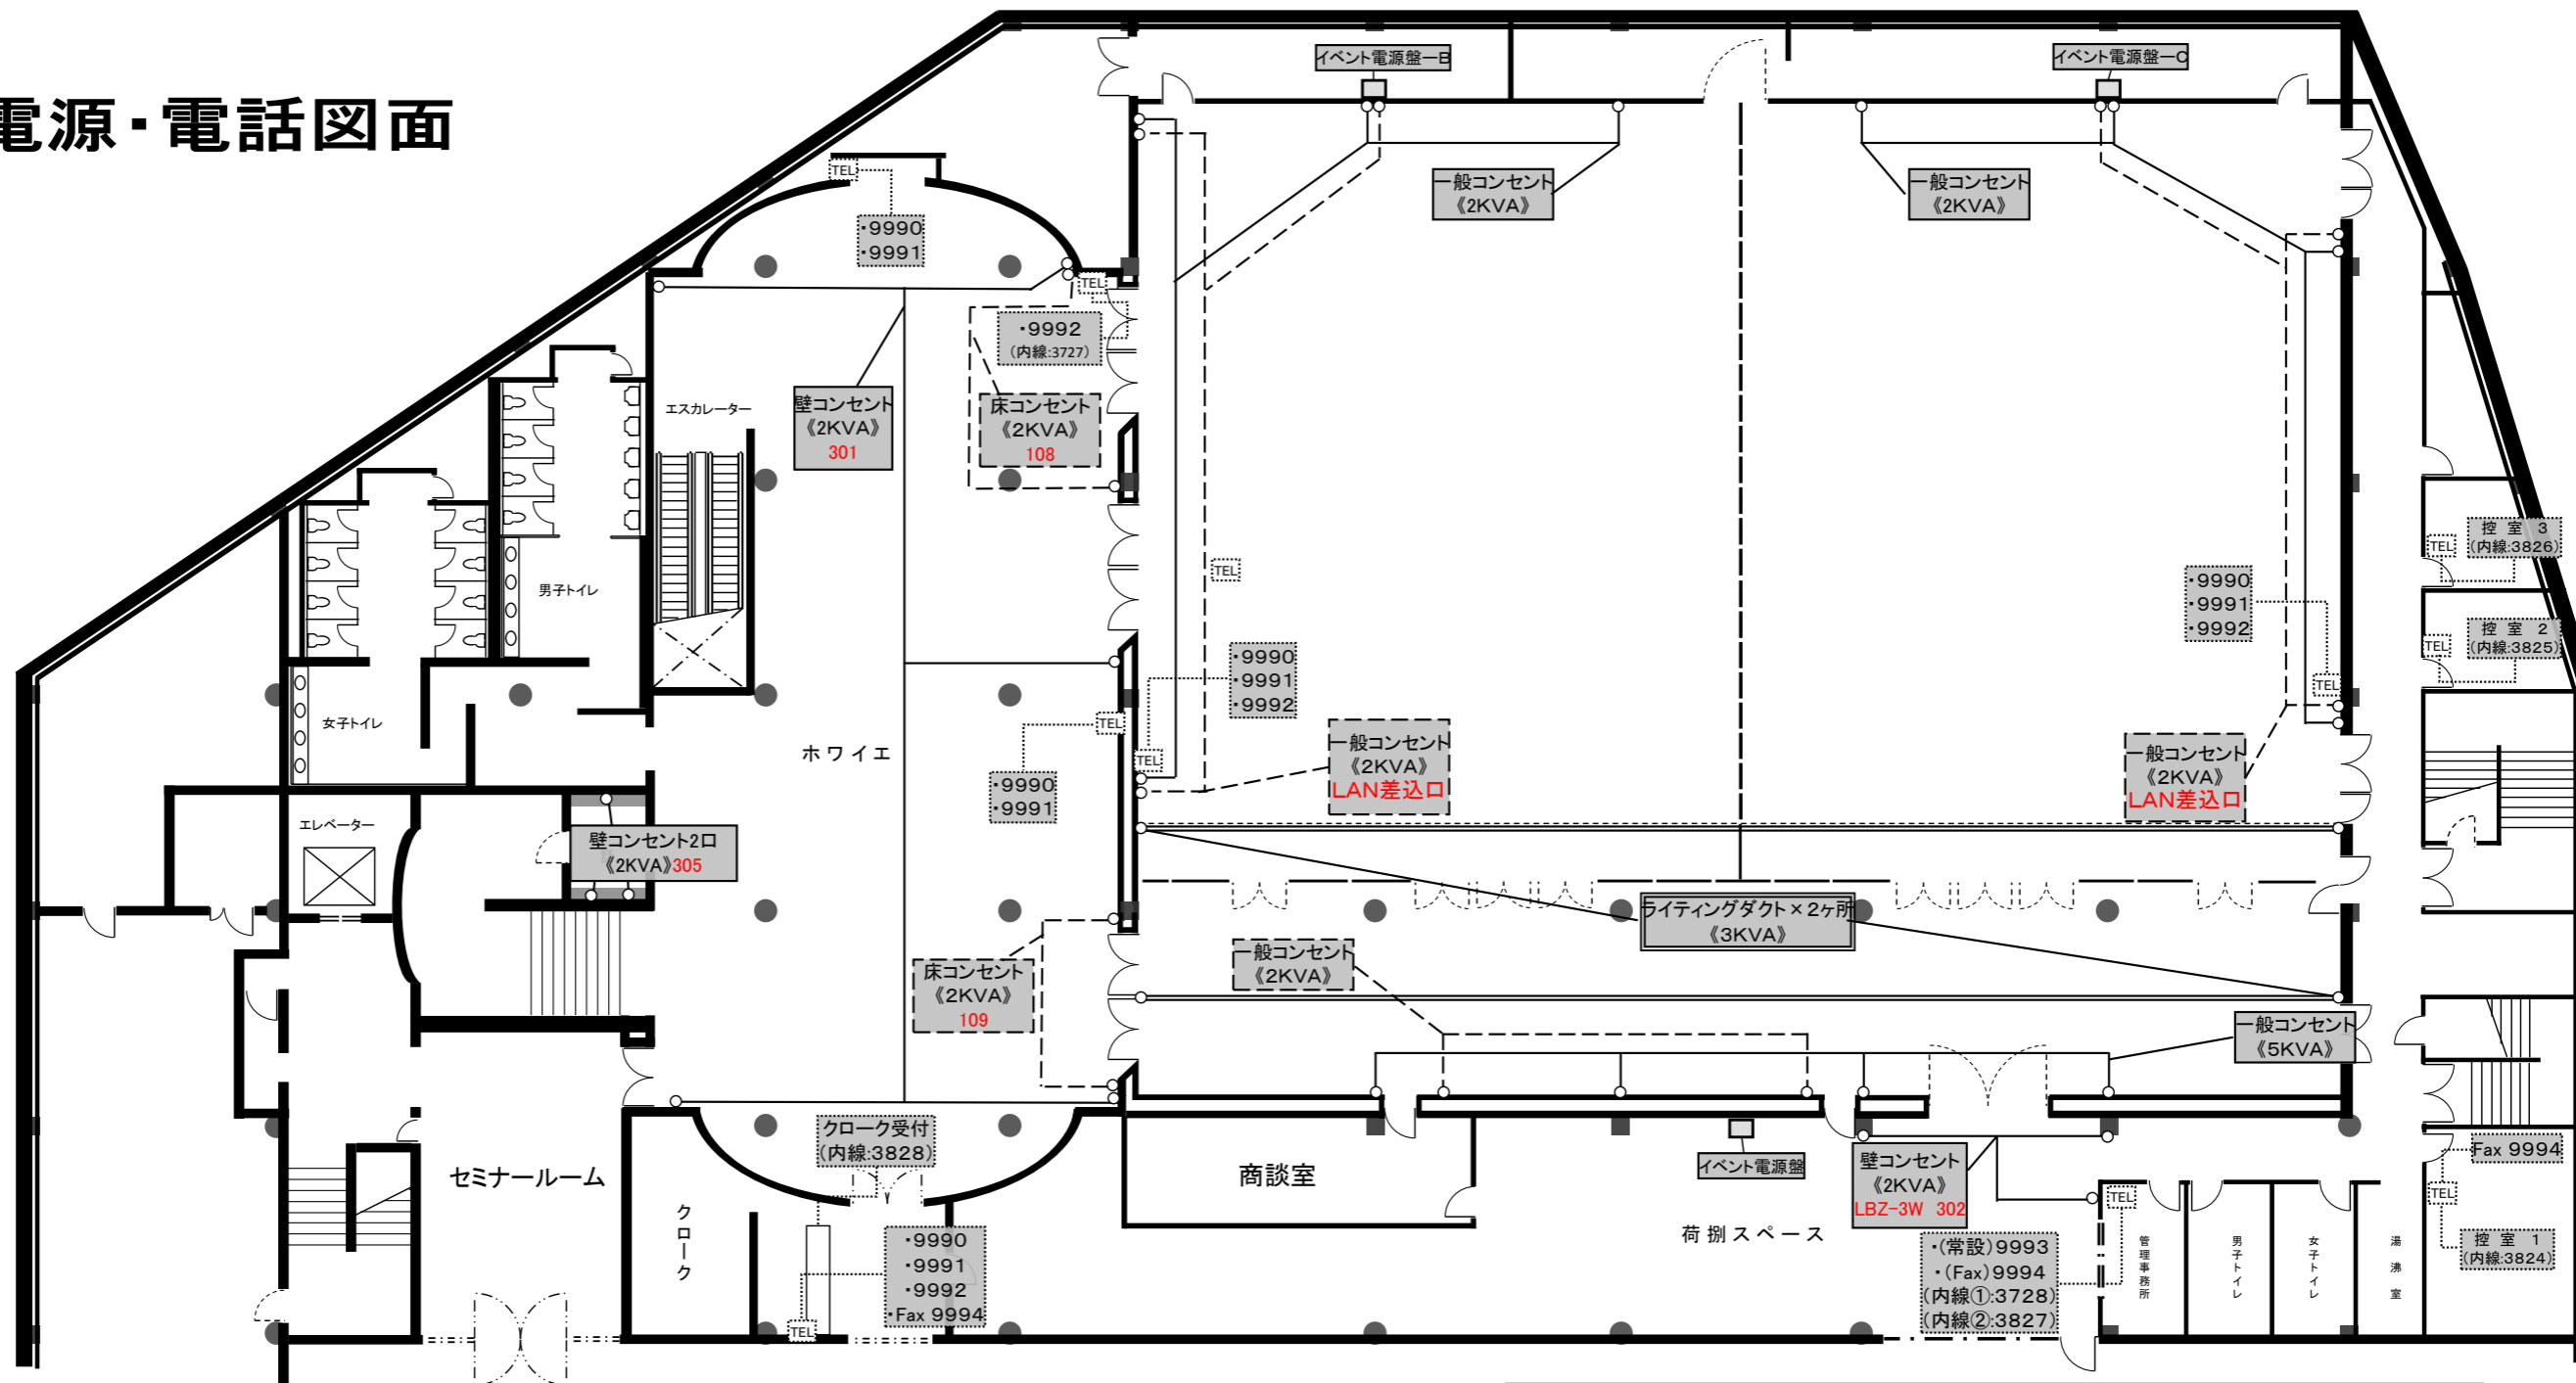 電源・電話図面
イベント電源盤－B
イベント電源盤－C
TEL
・9990
・9991
一般コンセント
《2KVA》
一般コンセント
《2KVA》
TEL
・9992
（内線:3727）
エスカレーター
壁コンセント
《2KVA》
301
床コンセント
《2KVA》
108
男子トイレ
女子トイレ
TEL
TEL
控 室 3
（内線:3826）
TEL
控 室 2
（内線:3825）
・9990
・9991
・9992
TEL
・9990
・9991
・9992
TEL
TEL
・9990
・9991
ホワイエ
一般コンセント
《2KVA》
LAN差込口
一般コンセント
《2KVA》
LAN差込口
エレベーター
壁コンセント2口
《2KVA》305
ライティングダクト×2ヶ所
《3KVA》
一般コンセント
《2KVA》
床コンセント
《2KVA》
109
一般コンセント
《5KVA》
クローク受付
（内線:3828）
セミナールーム
クローク
商談室
イベント電源盤
壁コンセント
《2KVA》
LBZ-3W 302
荷捌スペース
・9990
・9991
・9992
・Fax 9994
TEL
・(常設)9993
・(Fax)9994
（内線①:3728）
（内線②:3827）
TEL
管理事務所
男子トイレ
女子トイレ
湯沸室
Fax 9994
TEL
控 室 1
（内線:3824）